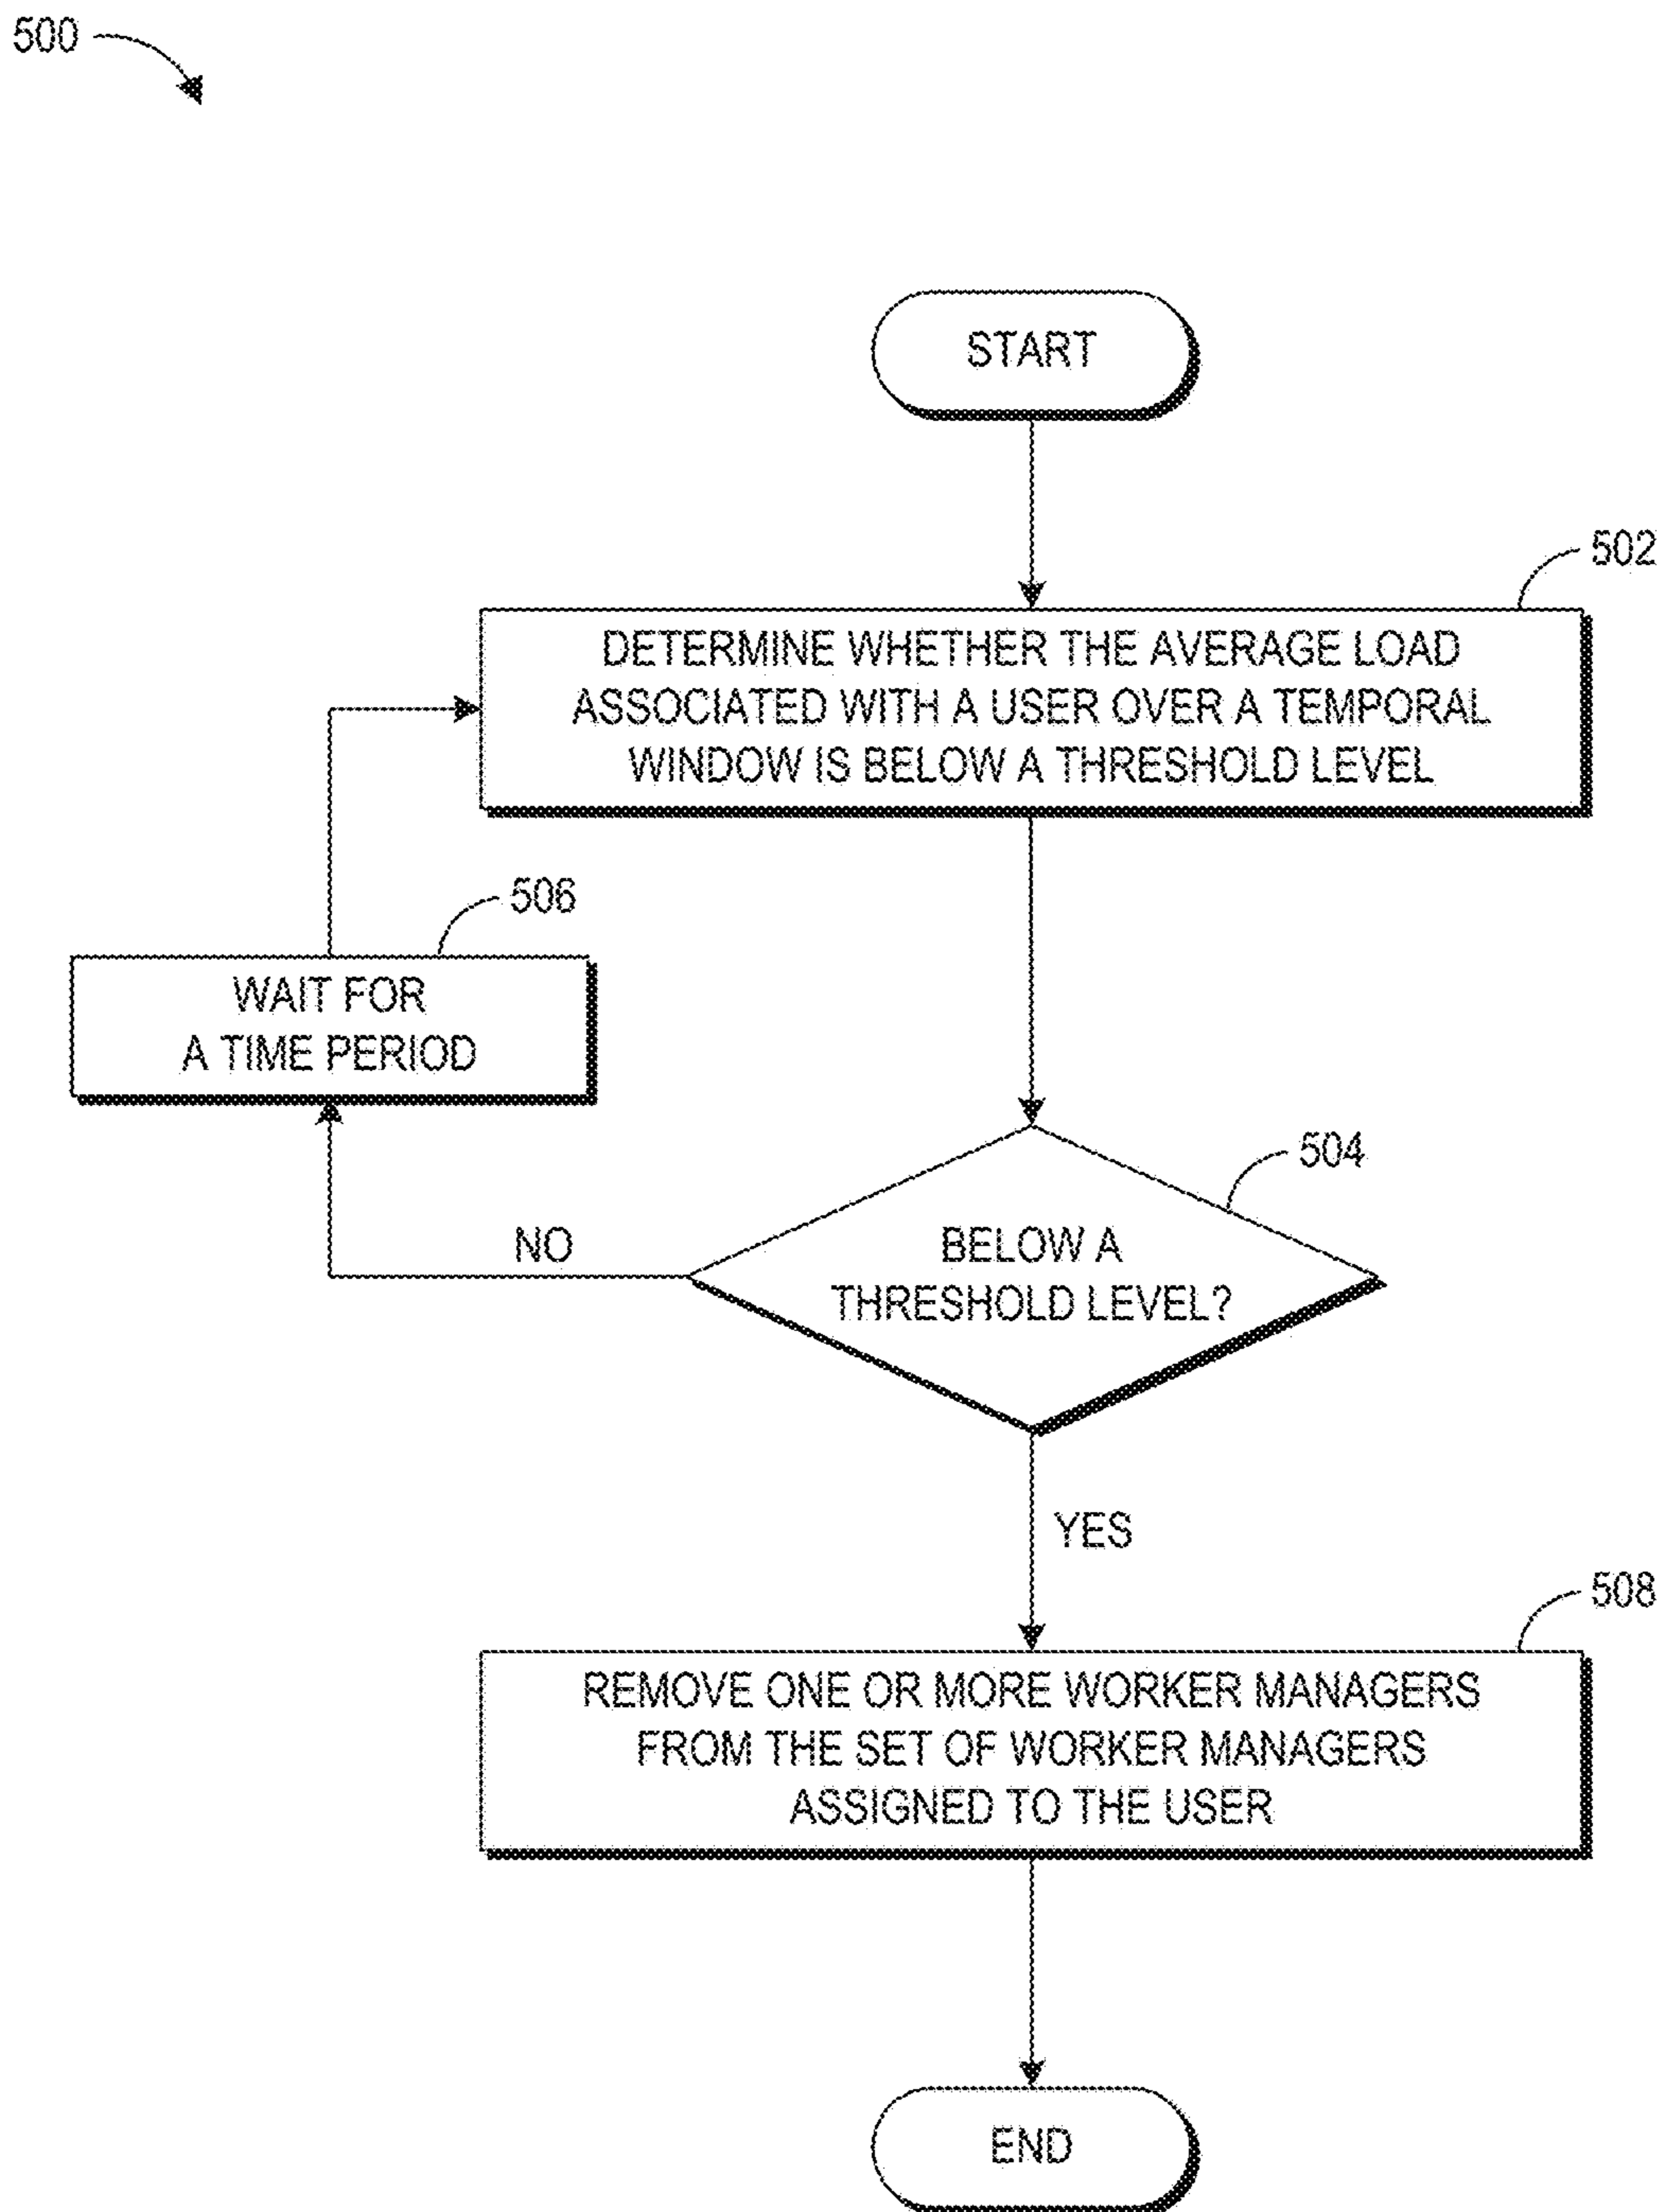 500
START
502
DETERMINE WHETHER THE AVERAGE LOAD
ASSOCIATED WITH A USER OVER A TEMPORAL
WINDOW IS BELOW A THRESHOLD LEVEL
506
WAIT FOR
A TIME PERIOD
504
NO
BELOW A
THRESHOLD LEVEL?
YES
508
REMOVE ONE OR MORE WORKER MANAGERS
FROM THE SET OF WORKER MANAGERS
ASSIGNED TO THE USER
END